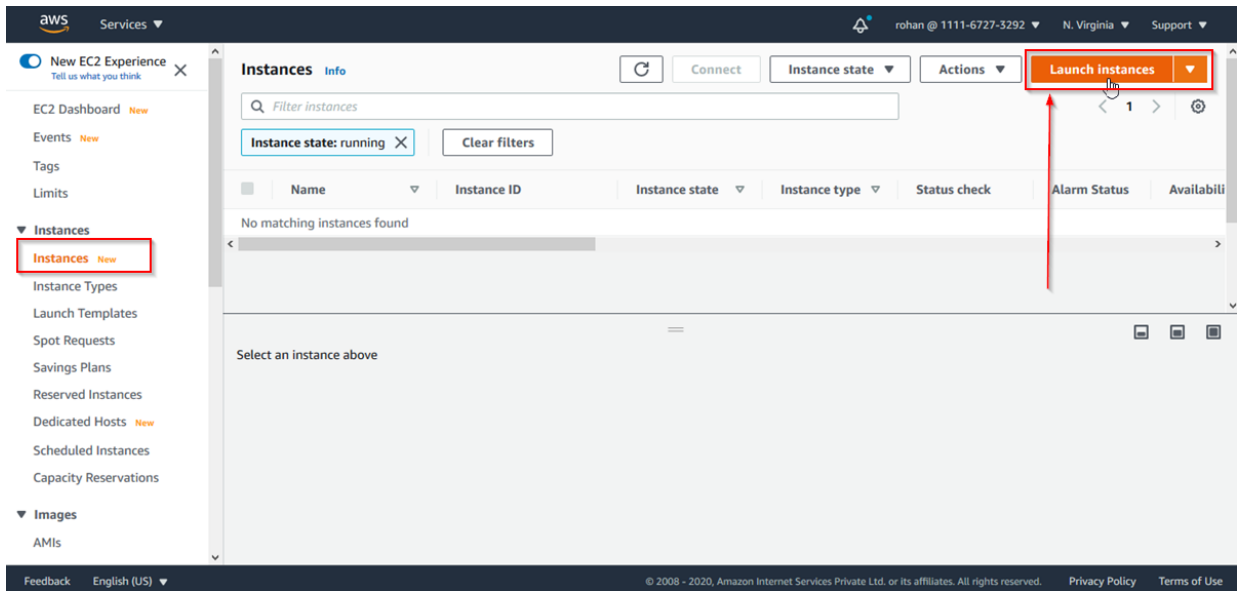 aws Services ▼ rohan @ 1111-6727-3292 ▼ N. Virginia ▼ Support ▼
New EC2 Experience
Tell us what you think
EC2 Dashboard New
Events New
Tags
Limits
▼ Instances
Instances New
Instance Types
Launch Templates
Spot Requests
Savings Plans
Reserved Instances
Dedicated Hosts New
Scheduled Instances
Capacity Reservations
▼ Images
AMIs
Instances Info Connect Instance state ▼ Actions ▼ Launch instances ▼
Filter instances
< 1 >
Instance state: running X Clear filters
Name Instance ID Instance state Instance type Status check Alarm Status Availabili
No matching instances found
Select an instance above
Feedback English (US) ▼ © 2008 - 2020, Amazon Internet Services Private Ltd. or its affiliates. All rights reserved. Privacy Policy Terms of Use